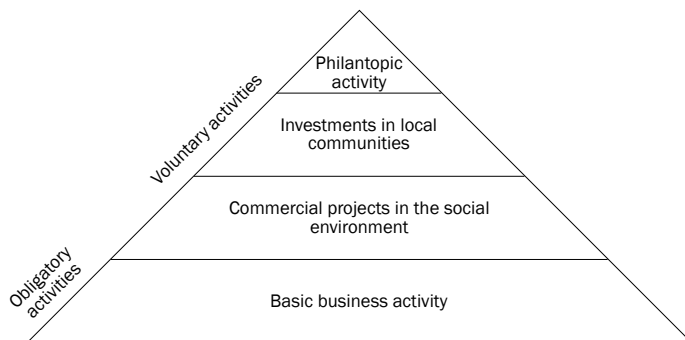 Philantopic
activity
Voluntary activities
Investments in local
communities
Commercial projects in the social
environment
Obligatory
activities
Basic business activity